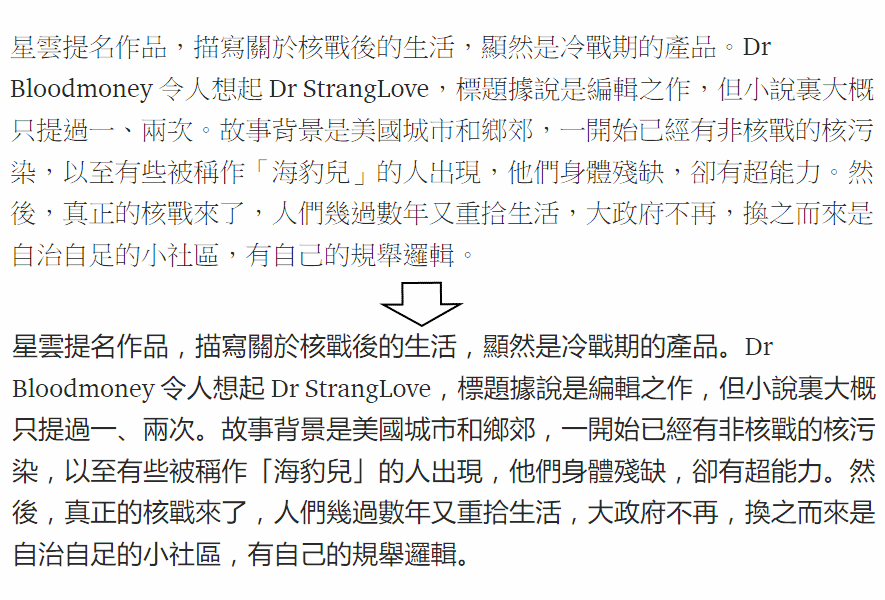 星雲提名作品，描寫關於核戰後的生活，顯然是冷戰期的產品。Dr
Bloodmoney 令人想起 Dr StrangLove，標題據說是編輯之作，但小說裏大概
只提過一、兩次。故事背景是美國城市和鄉郊，一開始已經有非核戰的核污
染，以至有些被稱作「海豹兒」的人出現，他們身體殘缺，卻有超能力。然
後，真正的核戰來了，人們幾過數年又重拾生活，大政府不再，換之而來是
自治自足的小社區，有自己的規舉邏輯。
星雲提名作品，描寫關於核戰後的生活，顯然是冷戰期的產品。Dr
Bloodmoney 令人想起 Dr StrangLove，標題據說是編輯之作，但小說裏大概
只提過一、兩次。故事背景是美國城市和鄉郊，一開始已經有非核戰的核污
染，以至有些被稱作「海豹兒」的人出現，他們身體殘缺，卻有超能力。然
後，真正的核戰來了，人們幾過數年又重拾生活，大政府不再，換之而來是
自治自足的小社區，有自己的規舉邏輯。